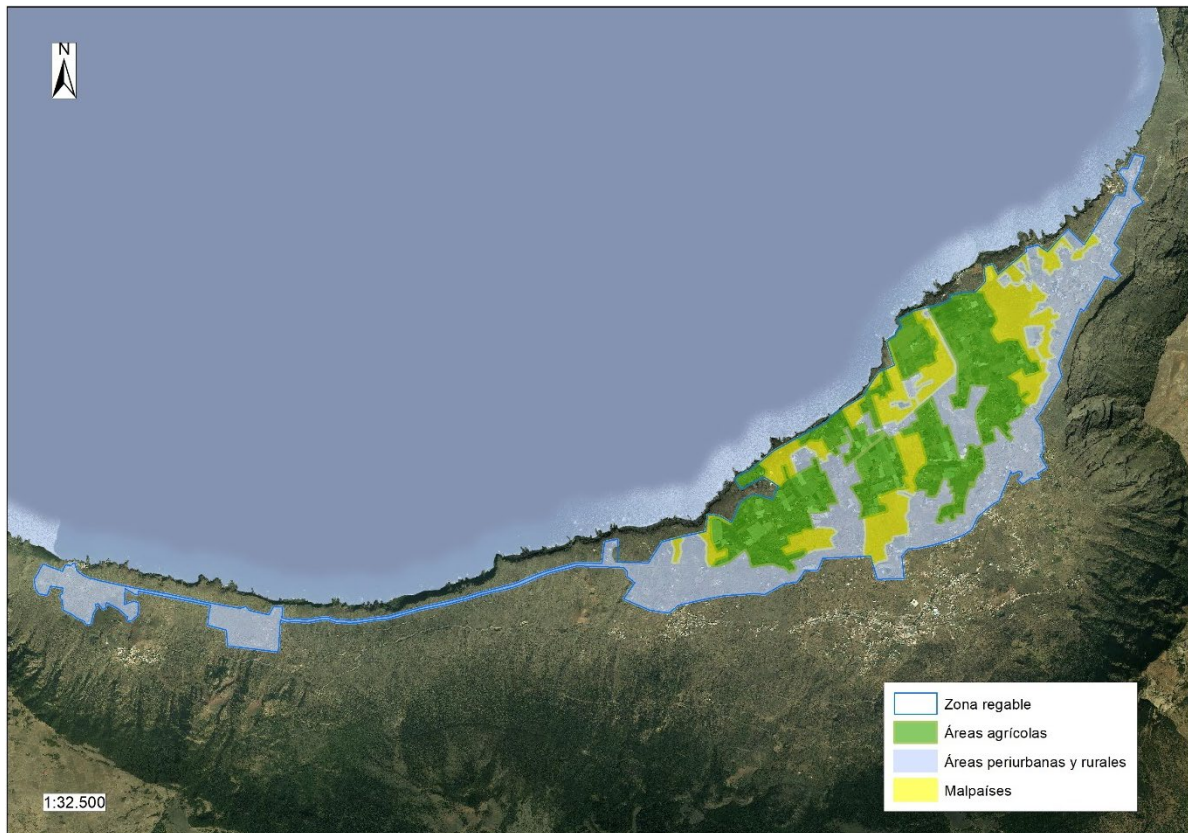 N
Zona regable
Áreas agrícolas
Áreas periurbanas y rurales
Malpaíses
1:32.500